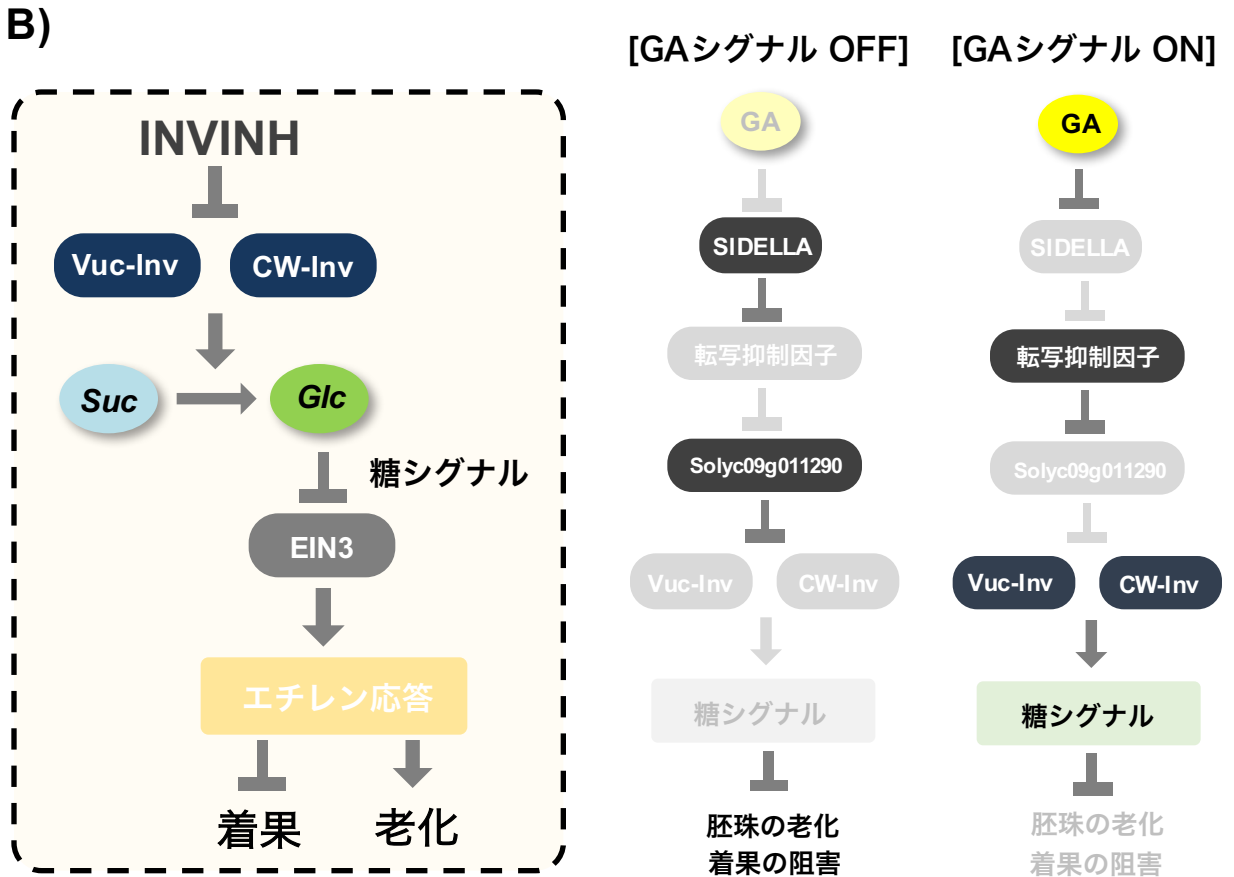 B)
INVINH
Vuc-Inv
CW-Inv
Suc
Glc
糖シグナル
EIN3
エチレン応答
着果
老化
[GAシグナル OFF]
GA
SIDELLA
転写抑制因子
Solyc09g011290
Vuc-Inv
CW-Inv
糖シグナル
胚珠の老化
着果の阻害
[GAシグナル ON]
GA
SIDELLA
転写抑制因子
Solyc09g011290
Vuc-Inv
CW-Inv
糖シグナル
胚珠の老化
着果の阻害